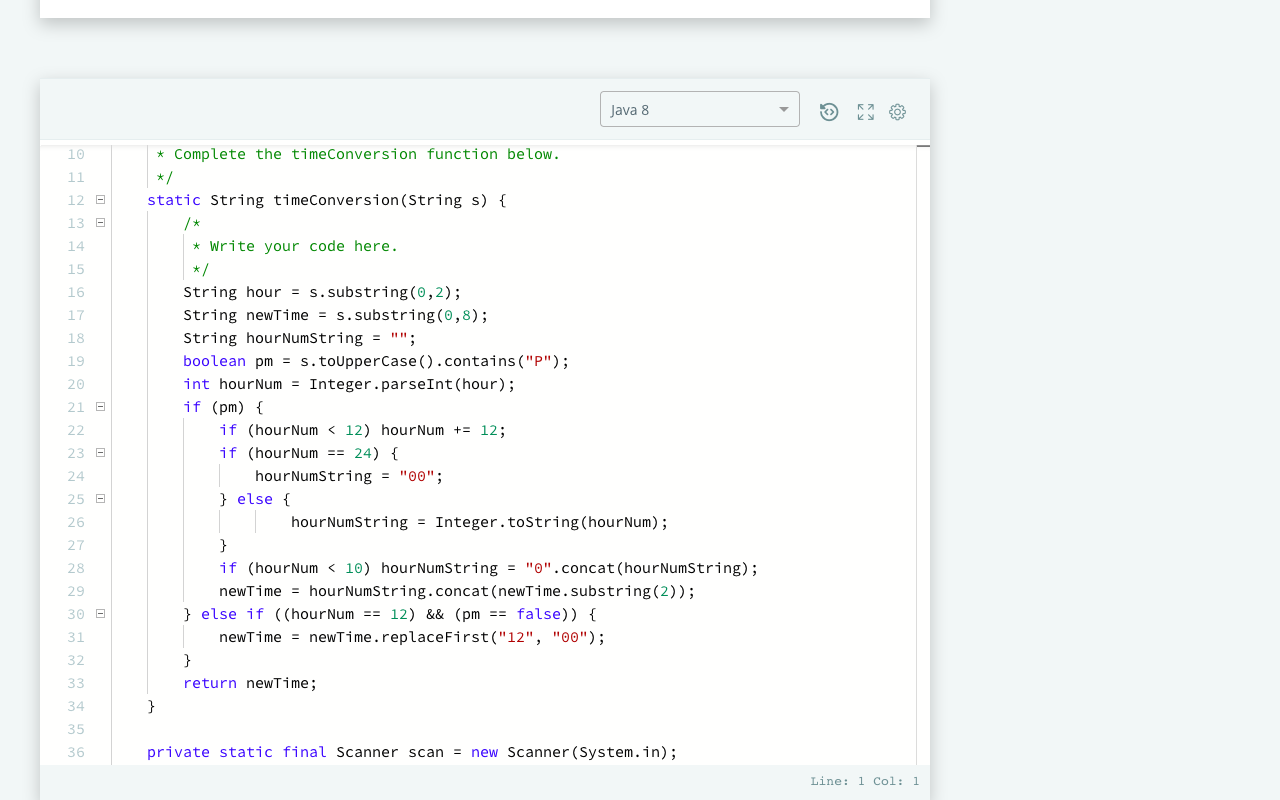 Java 8
10 * Complete the timeConversion function below.
11 */
12 static String timeConversion(String s) {
13 /*
14 * Write your code here.
15 */
16 String hour = s.substring(0,2);
17 String newTime = s.substring(0,8);
18 String hourNumString = "";
19 boolean pm = s.toUpperCase().contains("P");
20 int hourNum = Integer.parseInt(hour);
21 if (pm) {
22 if (hourNum < 12) hourNum += 12;
23 if (hourNum == 24) {
24 hourNumString = "00";
25 } else {
26 hourNumString = Integer.toString(hourNum);
27 }
28 if (hourNum < 10) hourNumString = "0".concat(hourNumString);
29 newTime = hourNumString.concat(newTime.substring(2));
30 } else if ((hourNum == 12) && (pm == false)) {
31 newTime = newTime.replaceFirst("12", "00");
32 }
33 return newTime;
34 }
35
36 private static final Scanner scan = new Scanner(System.in);
Line: 1 Col: 1